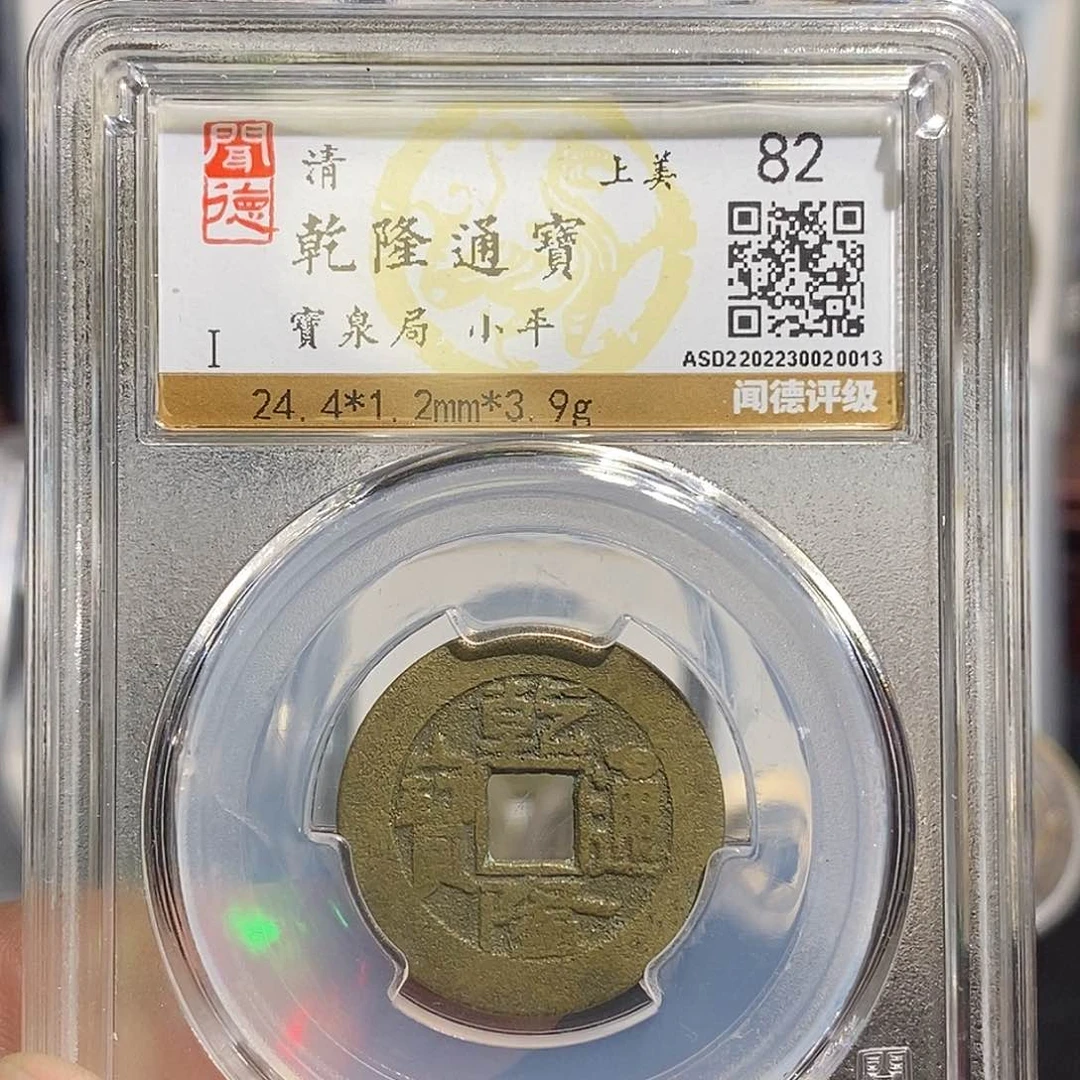 聞德
清 上美 82
乾隆通寶
寶泉局 小平
I
ASD2202230020013
24.4*1.2mm*3.9g 闻德评级
乾隆通寶